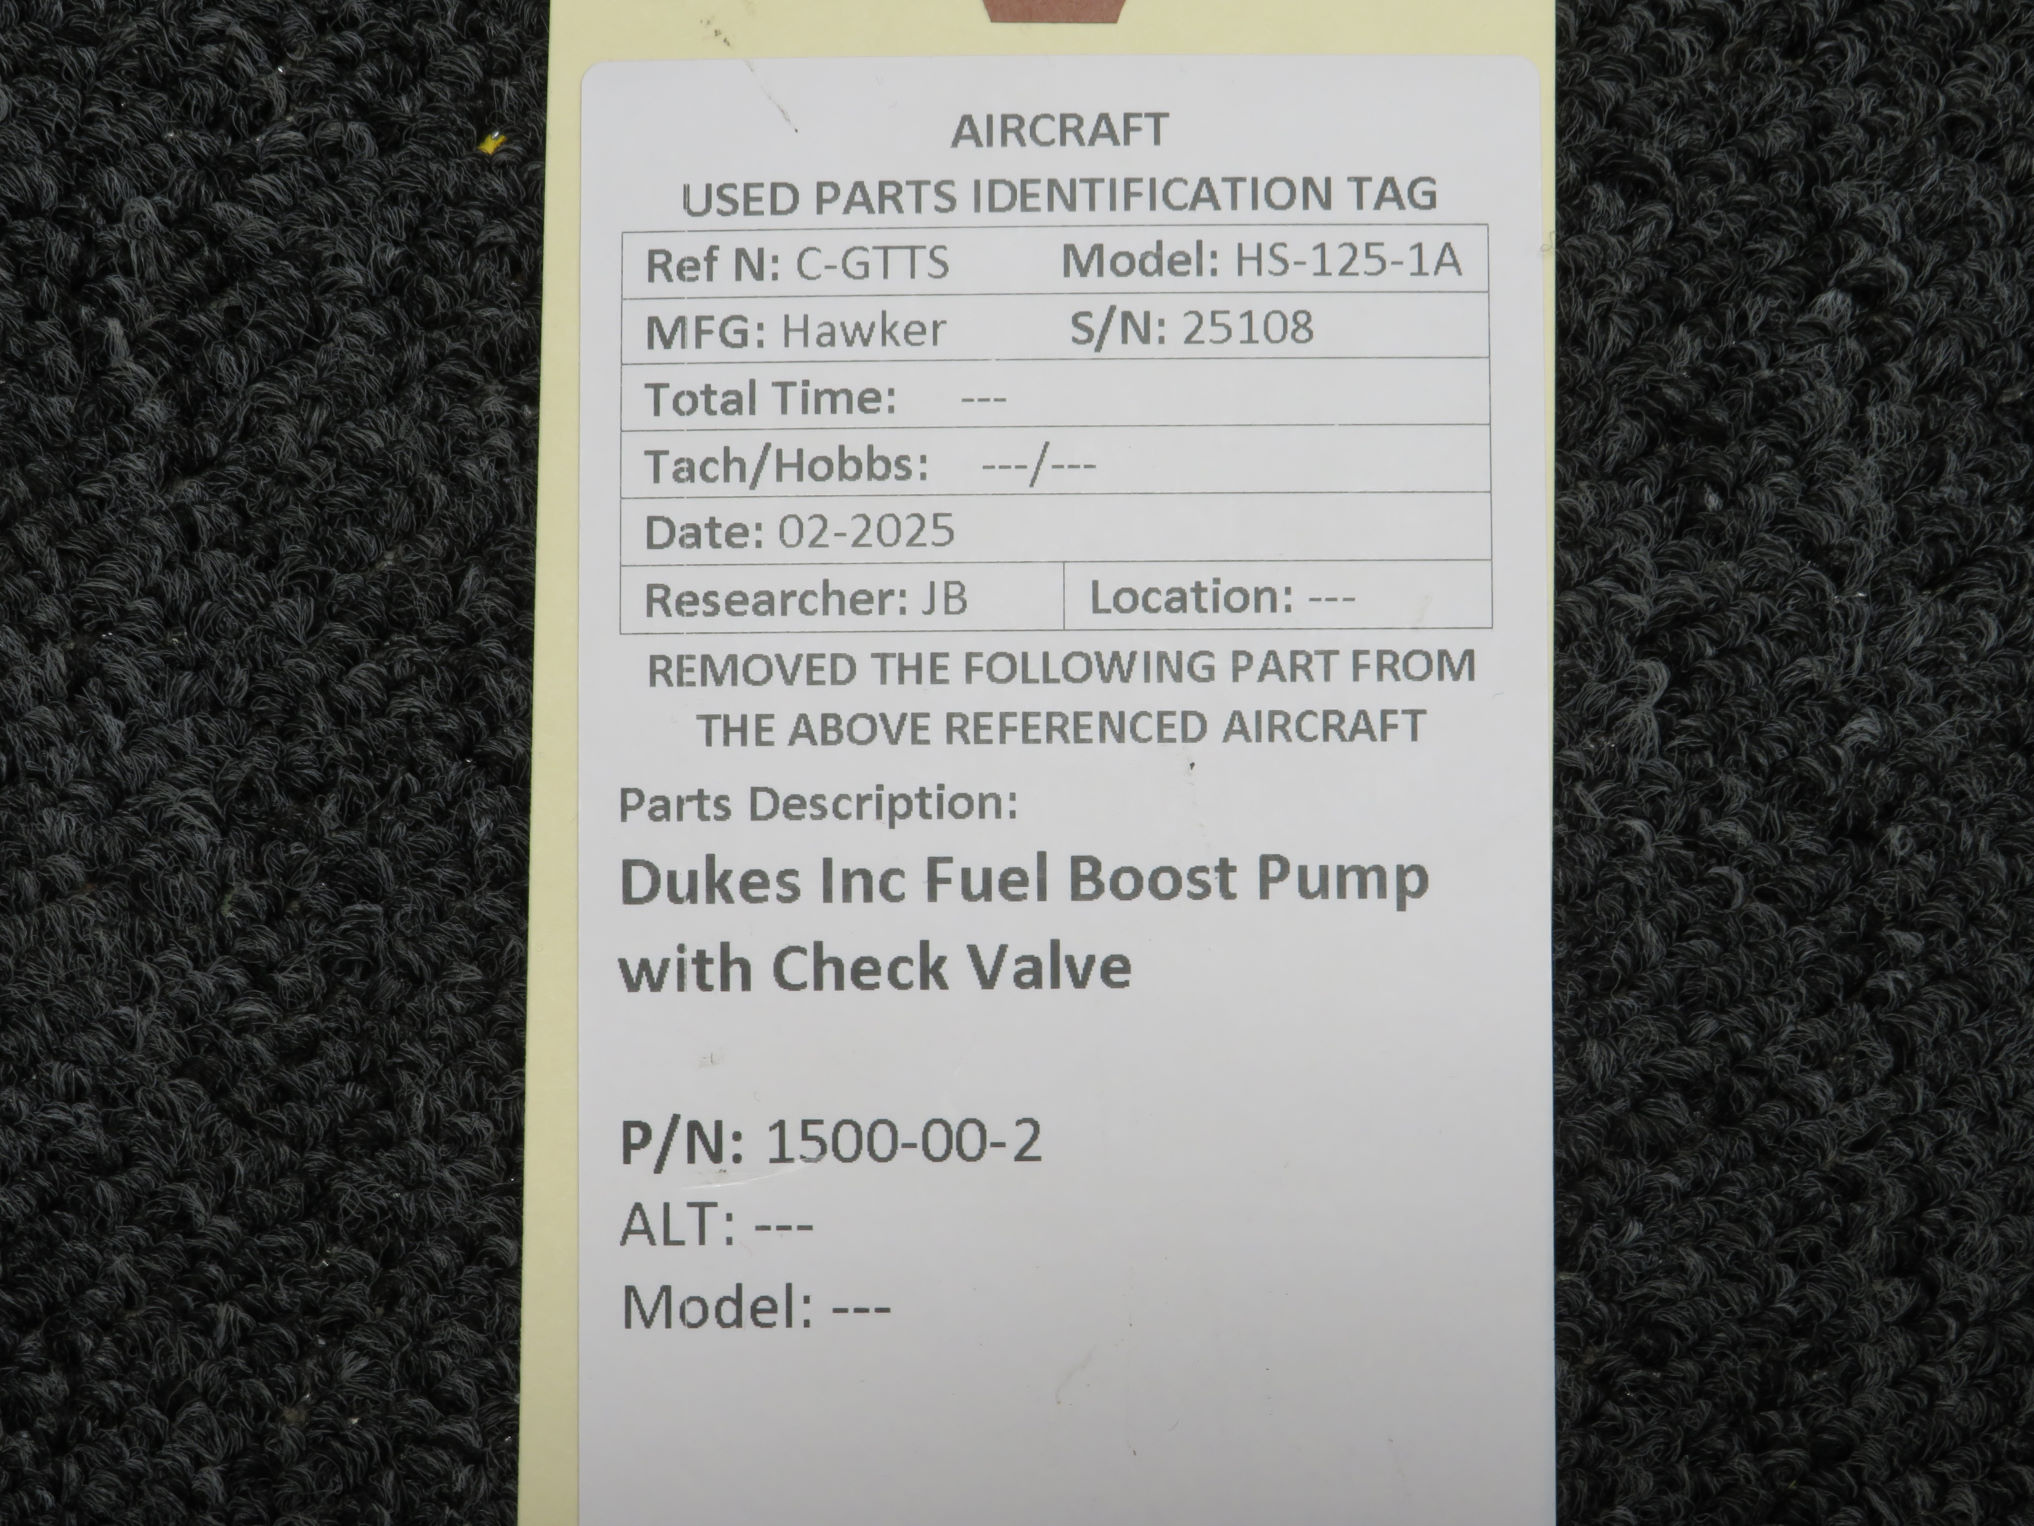 AIRCRAFT
USED PARTS IDENTIFICATION TAG
Ref N: C-GTTS Model: HS-125-1A
MFG: Hawker S/N: 25108
Total Time: ---
Tach/Hobbs: ---/---
Date: 02-2025
Researcher: JB Location: ---
REMOVED THE FOLLOWING PART FROM
THE ABOVE REFERENCED AIRCRAFT
Parts Description:
Dukes Inc Fuel Boost Pump
with Check Valve
P/N: 1500-00-2
ALT: ---
Model: ---